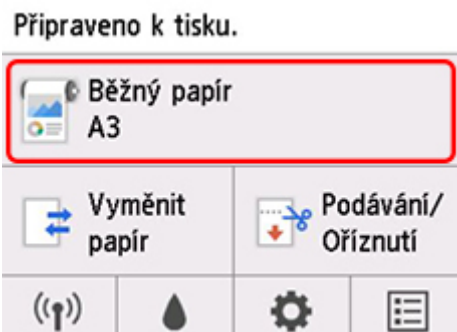 Připraveno k tisku.
Běžný papír
A3
Vyměnit
papír
Podávání/
Oříznutí